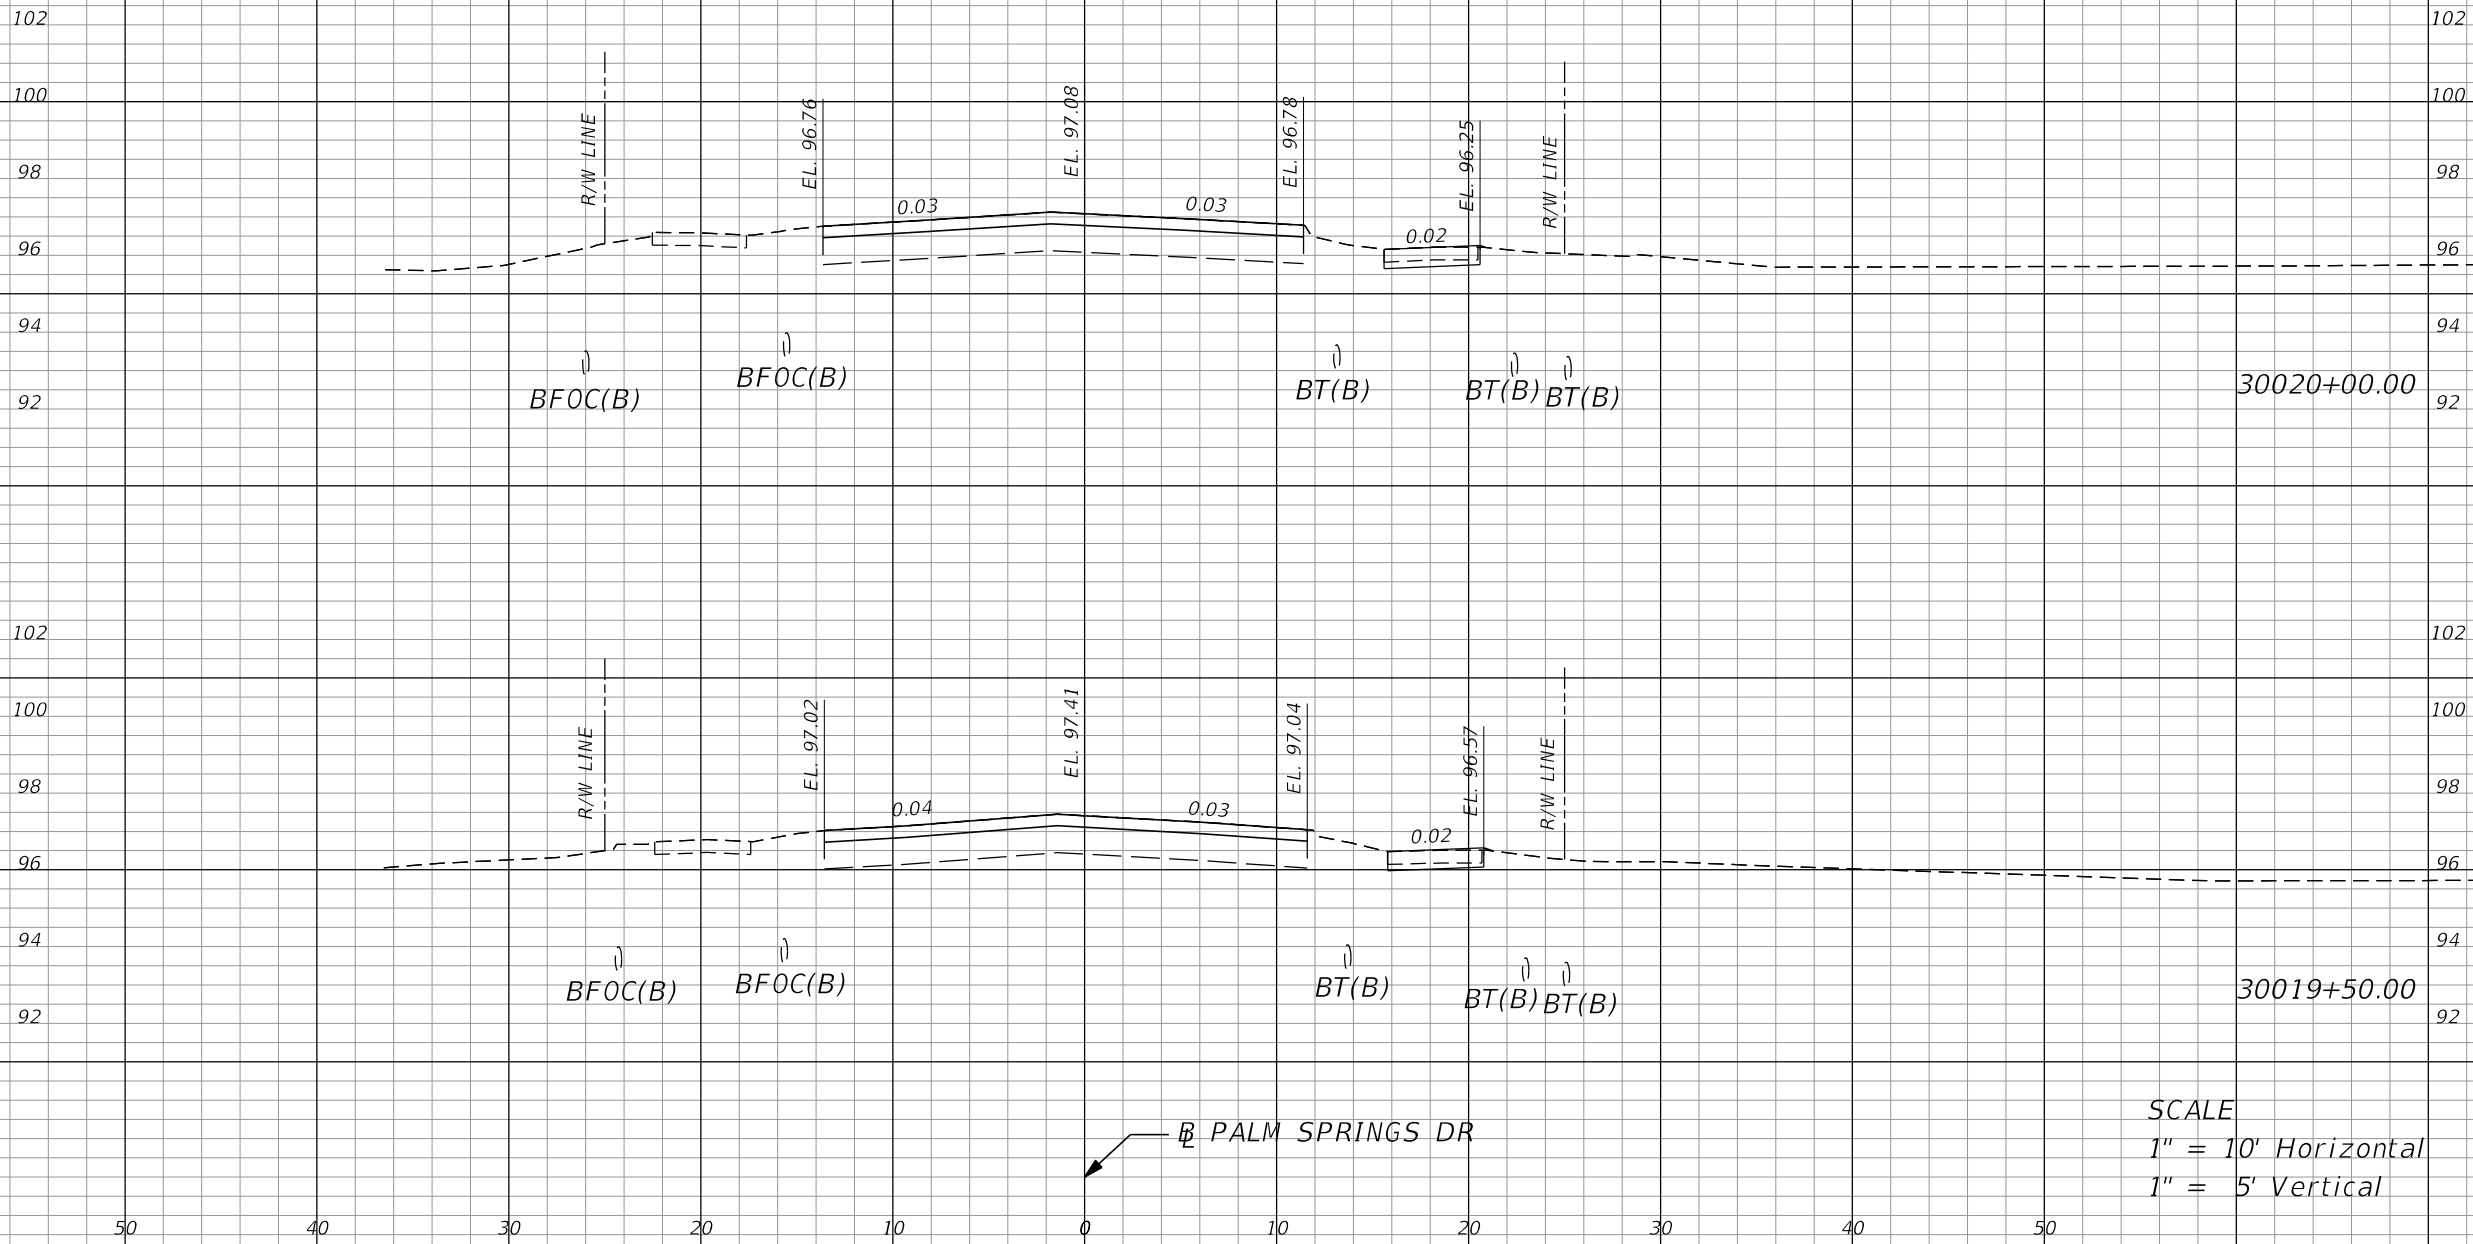 102 102
100 100
98 98
96 96
94 94
92 92
R/W LINE
EL. 96.76
EL. 97.08
EL. 96.78
EL. 96.25
R/W LINE
0.03
0.03
0.02
BFOC(B)
BFOC(B)
BT(B)
BT(B)
BT(B)
30020+00.00
102 102
100 100
98 98
96 96
94 94
92 92
R/W LINE
EL. 97.02
EL. 97.41
EL. 97.04
EL. 96.57
R/W LINE
0.04
0.03
0.02
BFOC(B)
BFOC(B)
BT(B)
BT(B)
BT(B)
30019+50.00
BL PALM SPRINGS DR
SCALE
1" = 10' Horizontal
1" = 5' Vertical
50 40 30 20 10 0 10 20 30 40 50